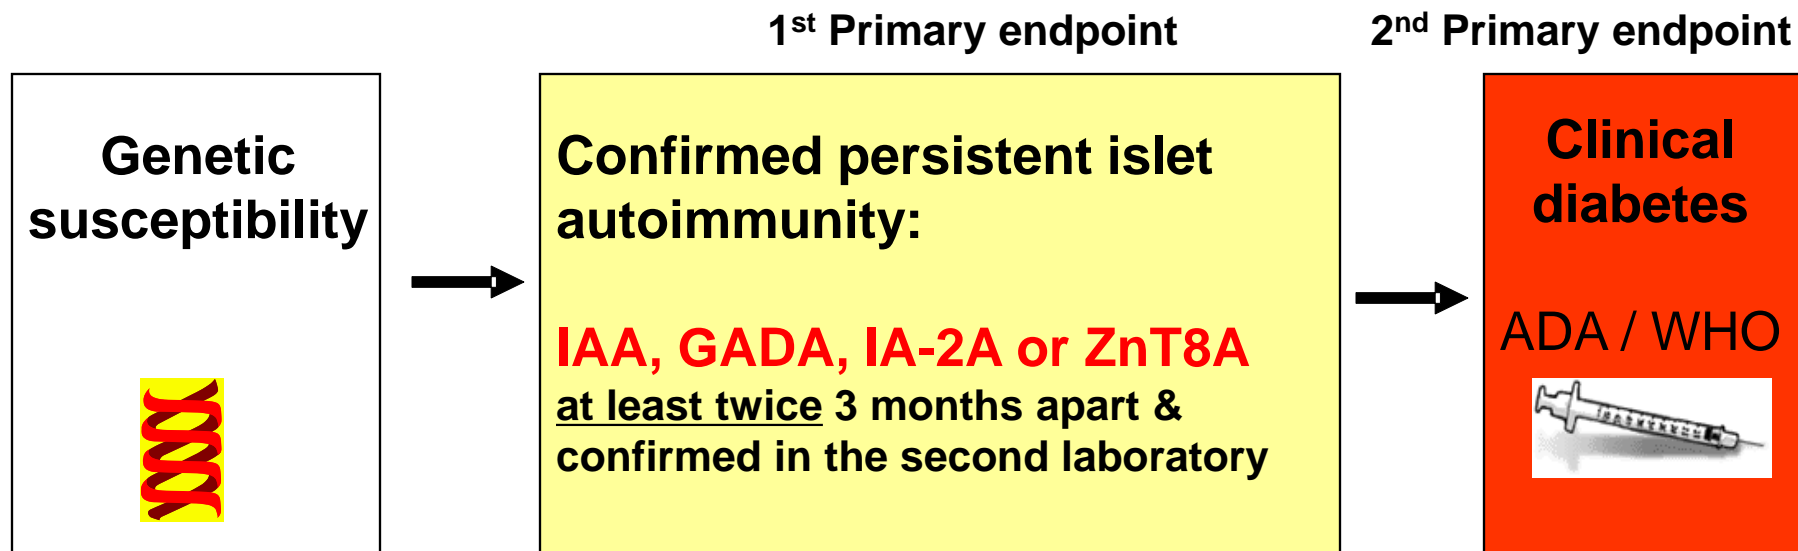 1st Primary endpoint
2nd Primary endpoint
Genetic
susceptibility
Confirmed persistent islet
autoimmunity:
IAA, GADA, IA-2A or ZnT8A
at least twice 3 months apart &
confirmed in the second laboratory
Clinical
diabetes
ADA / WHO